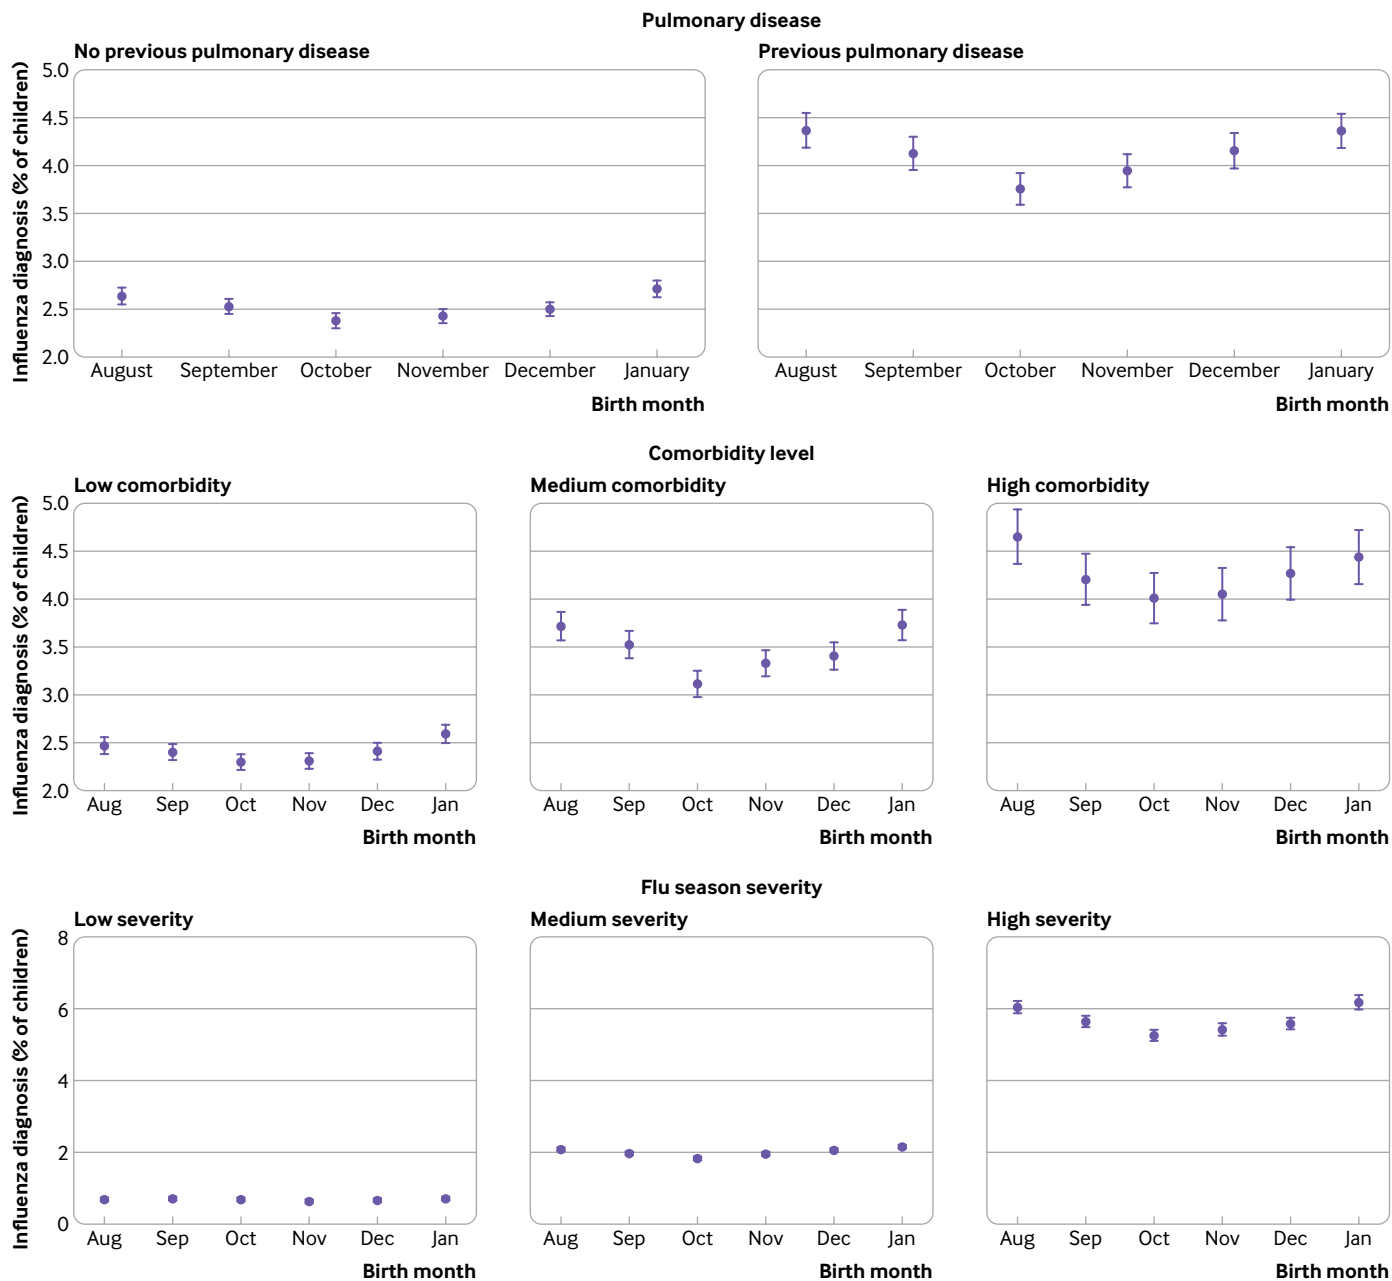 Pulmonary disease
No previous pulmonary disease
Previous pulmonary disease
Influenza diagnosis (% of children)
5.0
4.5
4.0
3.5
3.0
2.5
2.0
August September October November December January
August September October November December January
Birth month
Birth month
Comorbidity level
Low comorbidity
Medium comorbidity
High comorbidity
Influenza diagnosis (% of children)
5.0
4.5
4.0
3.5
3.0
2.5
2.0
Aug Sep Oct Nov Dec Jan
Aug Sep Oct Nov Dec Jan
Aug Sep Oct Nov Dec Jan
Birth month
Birth month
Birth month
Flu season severity
Low severity
Medium severity
High severity
Influenza diagnosis (% of children)
8
6
4
2
0
Aug Sep Oct Nov Dec Jan
Aug Sep Oct Nov Dec Jan
Aug Sep Oct Nov Dec Jan
Birth month
Birth month
Birth month